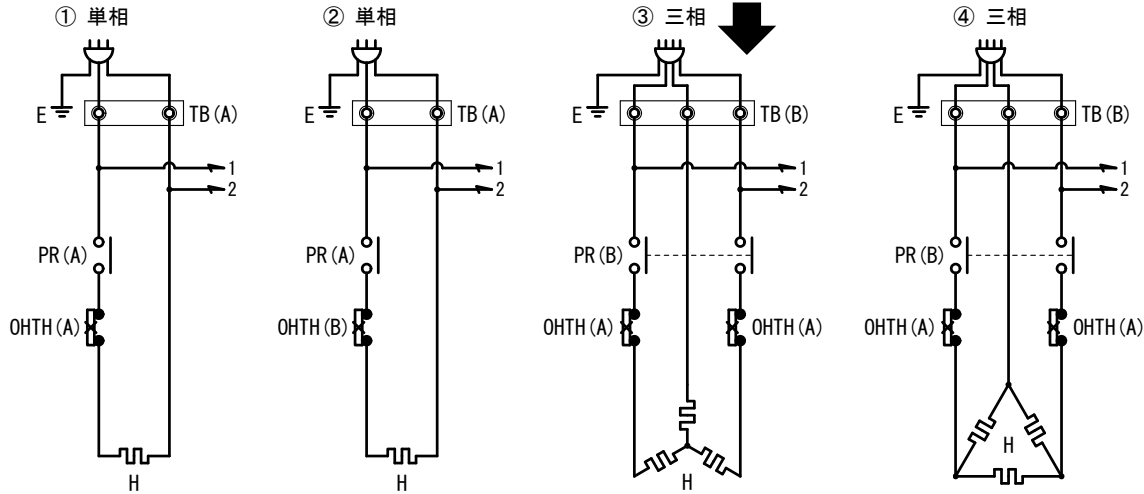 ① 単相 ② 単相 ③ 三相 ④ 三相
E TB(A) E TB(A) E TB(B) E TB(B)
1 1 1 1
2 2 2 2
PR(A) PR(A) PR(B) PR(B)
OHTH(A) OHTH(B) OHTH(A) OHTH(A) OHTH(A) OHTH(A)
H H H H